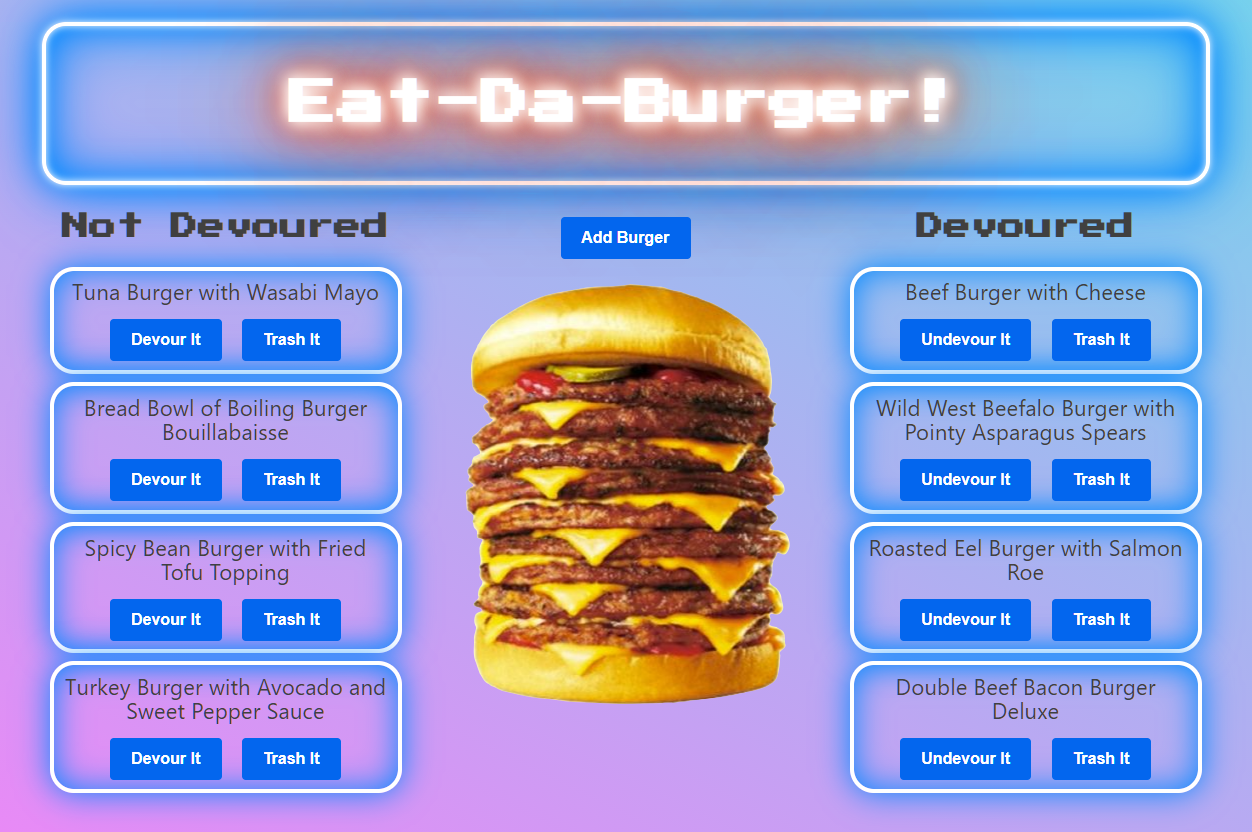 Eat-Da-Burger!
Not Devoured
Tuna Burger with Wasabi Mayo
Devour It
Trash It
Bread Bowl of Boiling Burger
Bouillabaisse
Devour It
Trash It
Spicy Bean Burger with Fried
Tofu Topping
Devour It
Trash It
Turkey Burger with Avocado and
Sweet Pepper Sauce
Devour It
Trash It
Add Burger
Devoured
Beef Burger with Cheese
Undevour It
Trash It
Wild West Beefalo Burger with
Pointy Asparagus Spears
Undevour It
Trash It
Roasted Eel Burger with Salmon
Roe
Undevour It
Trash It
Double Beef Bacon Burger
Deluxe
Undevour It
Trash It